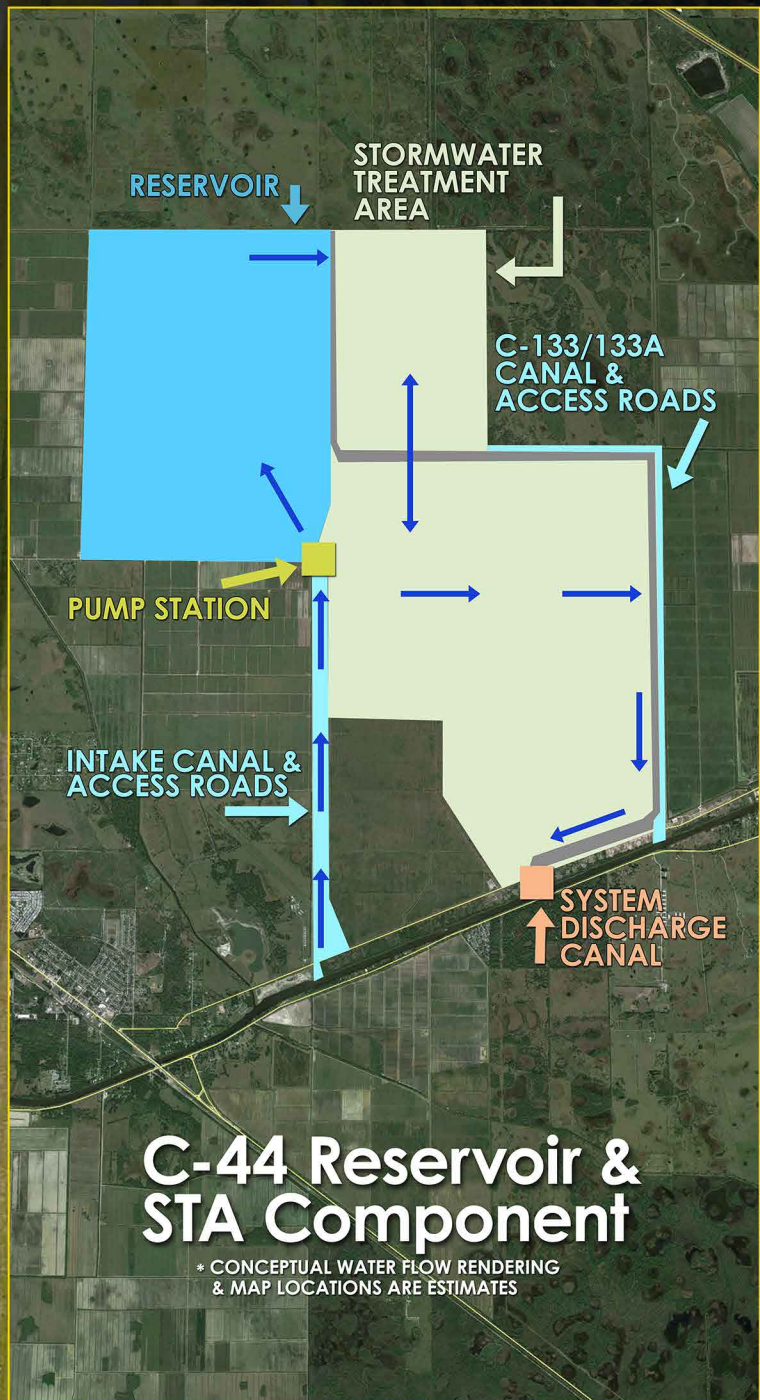 STORMWATER
TREATMENT
AREA
RESERVOIR
C-133/133A
CANAL &
ACCESS ROADS
PUMP STATION
INTAKE CANAL &
ACCESS ROADS
SYSTEM
DISCHARGE
CANAL
C-44 Reservoir &
STA Component
* CONCEPTUAL WATER FLOW RENDERING
& MAP LOCATIONS ARE ESTIMATES